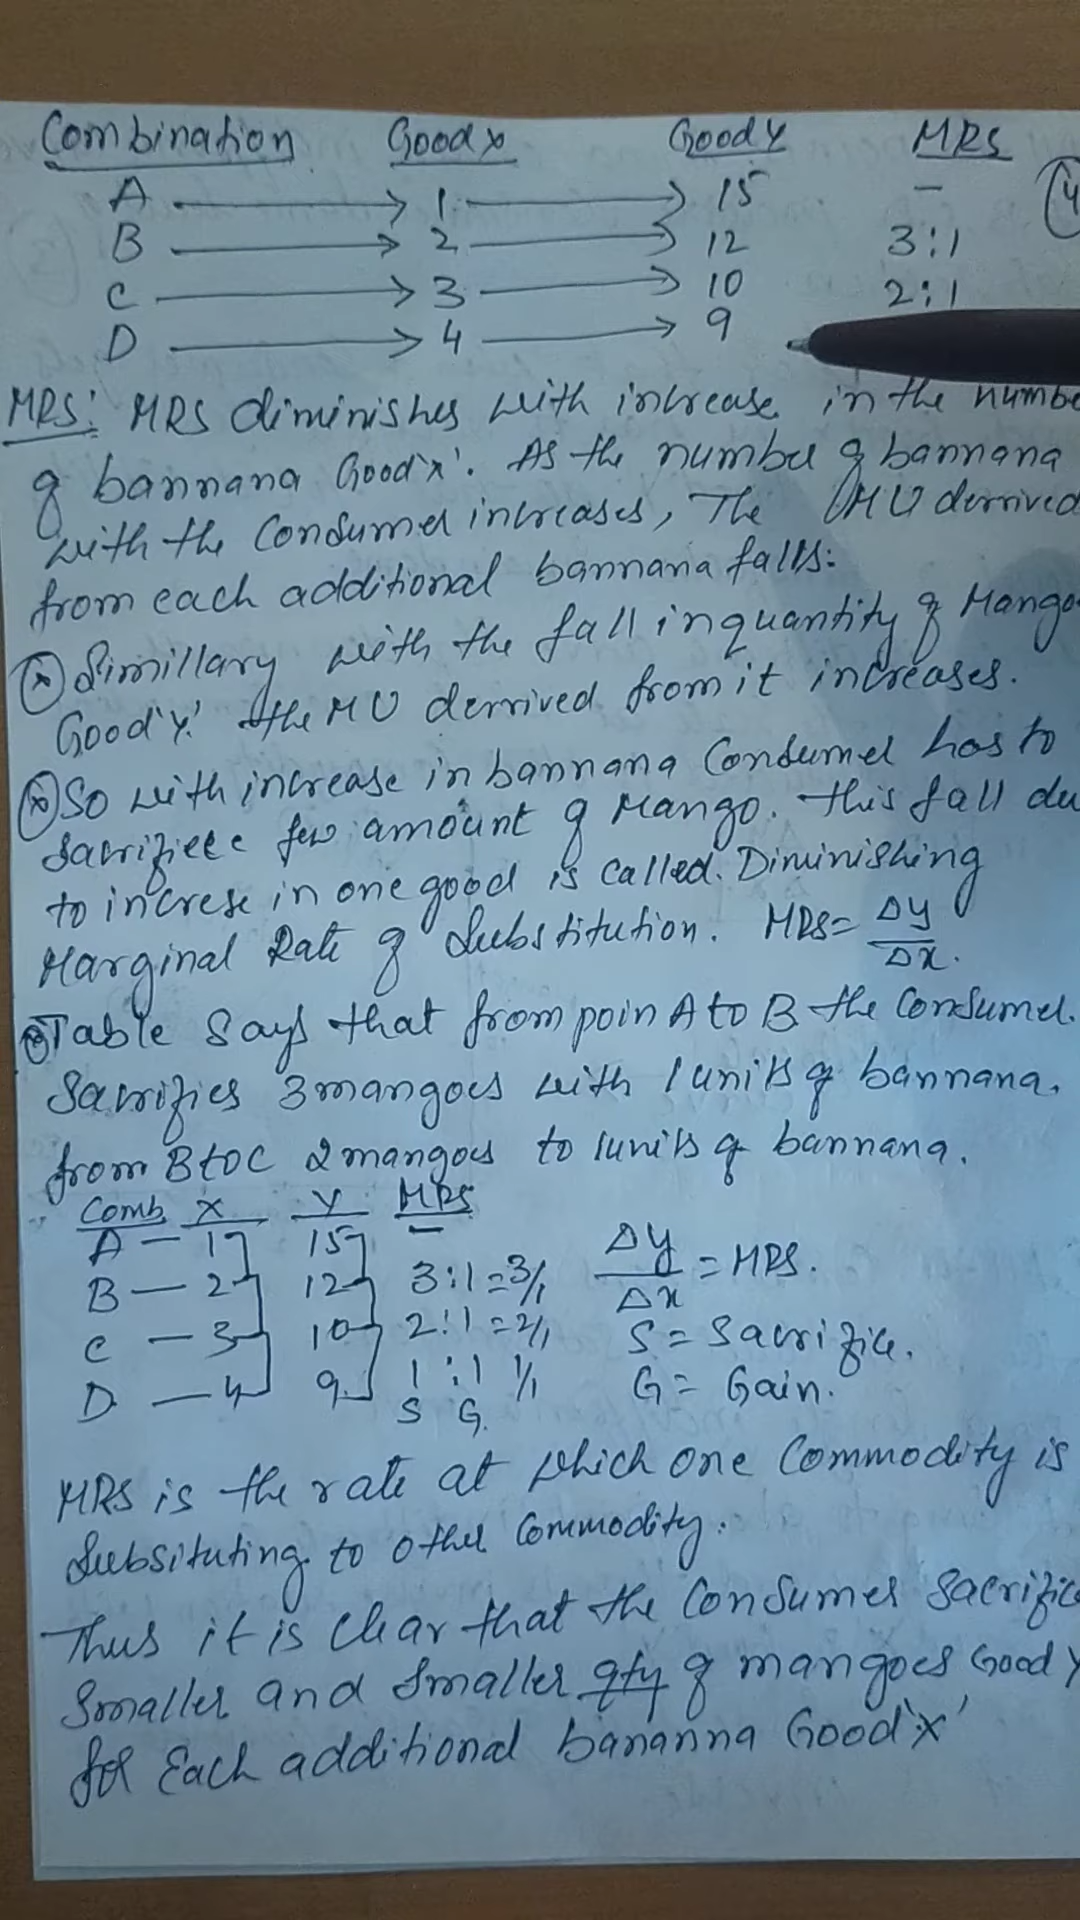 Combination Good x Good y MRS
A → 1 → 15 –
B → 2 → 12 3:1
C → 3 → 10 2:1
D → 4 → 9
MRS: MRS diminishes with increase in the numbe
of bannana Good 'x'. As the number of bannana
with the Consumer increases, The MU derrived
from each additional bannana falls.
Simillary with the fall in quantity of Mango
Good 'y' the MU derrived from it increases.
So with increase in bannana Consumer has to
Sacrifiece few amount of Mango. This fall du
to increse in one good is called. Diminishing
Marginal Rate of Substitution. MRS = Δy/Δx.
Table Says that from poin A to B the Consumer.
Sacrifies 3 mangoes with 1 units of bannana.
from B to C 2 mangoes to 1 units of bannana.
Comb X Y MRS
A – 1 15 –
B – 2 12 3:1 = 3/1 Δy/Δx = MRS.
C – 3 10 2:1 = 2/1 S = Sacrifice.
D – 4 9 1:1 1/1 G = Gain.
S G.
MRS is the rate at which one Commodity is
Subsituting to other Commodity.
Thus it is Clear that the Consumer Sacrifice
Smaller and Smaller qty of mangoes Good y
for Each additional bananna Good 'x'